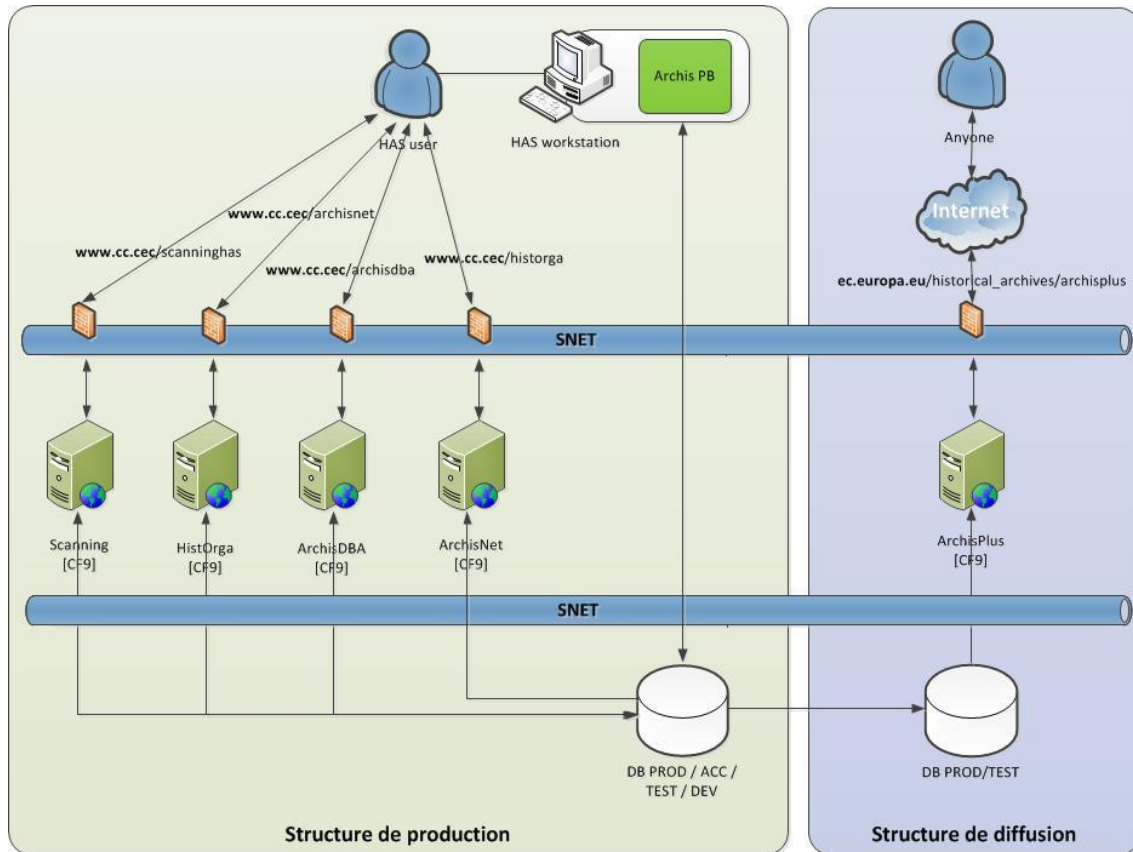 Archis PB
HAS user
HAS workstation
Anyone
Internet
www.cc.cec/archisnet
www.cc.cec/scanninghas
www.cc.cec/archisdba
www.cc.cec/historga
ec.europa.eu/historical_archives/archisplus
SNET
Scanning
[CF9]
HistOrga
[CF9]
ArchisDBA
[CF9]
ArchisNet
[CF9]
ArchisPlus
[CF9]
SNET
DB PROD / ACC /
TEST / DEV
DB PROD/TEST
Structure de production
Structure de diffusion